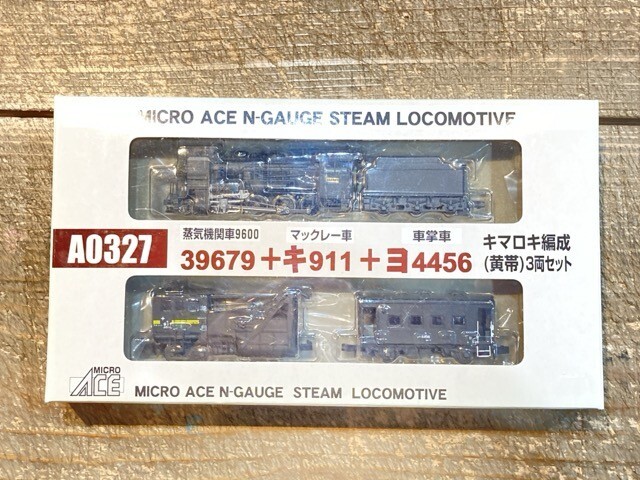 MICRO ACE N-GAUGE STEAM LOCOMOTIVE
A0327
蒸気機関車9600 マックレー車 車掌車
39679+キ911+ヨ4456
キマロキ編成
(黄帯)3両セット
MICRO
ACE
MICRO ACE N-GAUGE STEAM LOCOMOTIVE